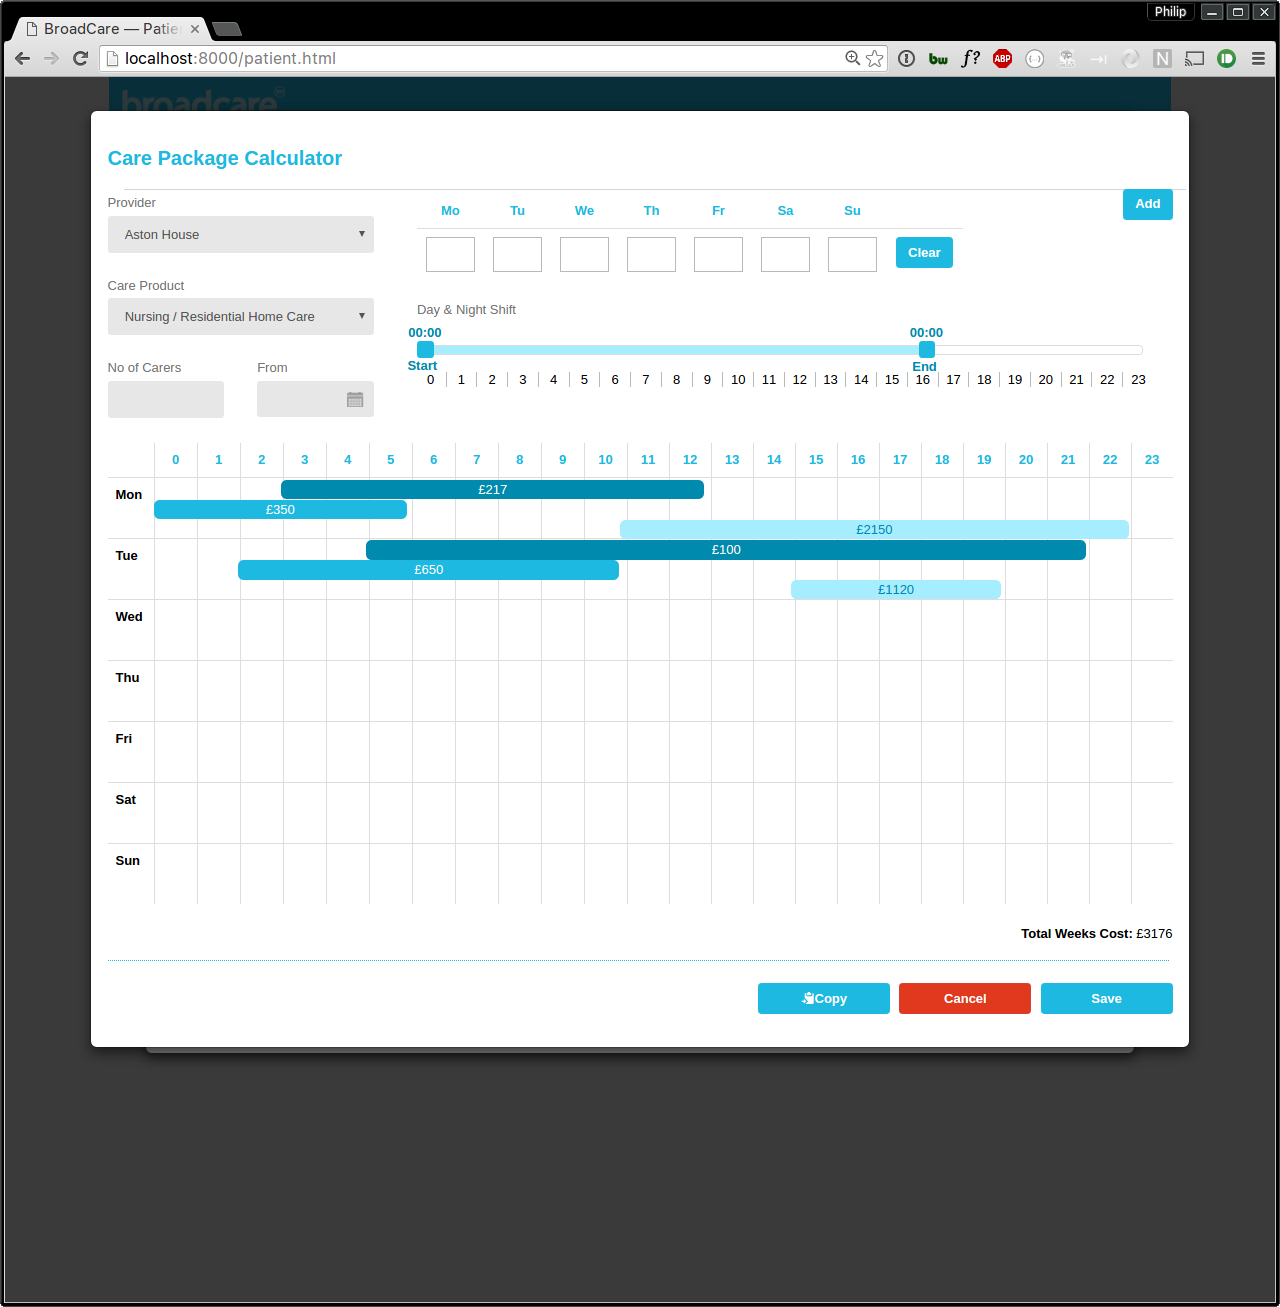 Philip
BroadCare — Patie
localhost:8000/patient.html
bw f? ABP N
broadcare
Care Package Calculator
Provider
Mo Tu We Th Fr Sa Su
Add
Aston House
Clear
Care Product
Nursing / Residential Home Care
Day & Night Shift
00:00 00:00
Start End
0 1 2 3 4 5 6 7 8 9 10 11 12 13 14 15 16 17 18 19 20 21 22 23
No of Carers From
0 1 2 3 4 5 6 7 8 9 10 11 12 13 14 15 16 17 18 19 20 21 22 23
Mon
£217
£350
£2150
Tue
£100
£650
£1120
Wed
Thu
Fri
Sat
Sun
Total Weeks Cost: £3176
Copy Cancel Save